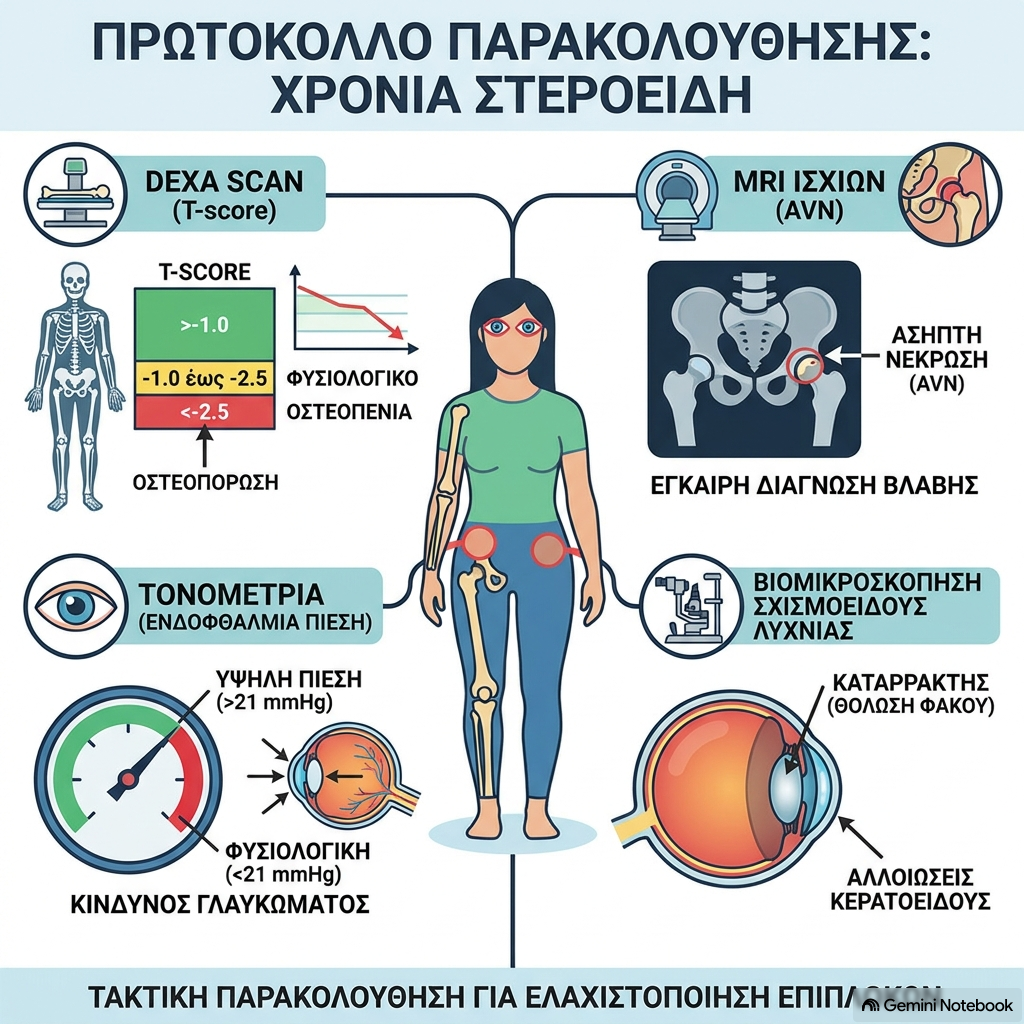 ΠΡΩΤΟΚΟΛΛΟ ΠΑΡΑΚΟΛΟΥΘΗΣΗΣ:
ΧΡΟΝΙΑ ΣΤΕΡΟΕΙΔΗ
DEXA SCAN
(T-score)
MRI ΙΣΧΙΩΝ
(AVN)
T-SCORE
>-1.0
-1.0 έως -2.5
<-2.5
ΦΥΣΙΟΛΟΓΙΚΟ
ΟΣΤΕΟΠΕΝΙΑ
ΟΣΤΕΟΠΟΡΩΣΗ
ΑΣΗΠΤΗ
ΝΕΚΡΩΣΗ
(AVN)
ΕΓΚΑΙΡΗ ΔΙΑΓΝΩΣΗ ΒΛΑΒΗΣ
ΤΟΝΟΜΕΤΡΙΑ
(ΕΝΔΟΦΘΑΛΜΙΑ ΠΙΕΣΗ)
ΥΨΗΛΗ ΠΙΕΣΗ
(>21 mmHg)
ΦΥΣΙΟΛΟΓΙΚΗ
(<21 mmHg)
ΚΙΝΔΥΝΟΣ ΓΛΑΥΚΩΜΑΤΟΣ
ΒΙΟΜΙΚΡΟΣΚΟΠΗΣΗ
ΣΧΙΣΜΟΕΙΔΟΥΣ
ΛΥΧΝΙΑΣ
ΚΑΤΑΡΡΑΚΤΗΣ
(ΘΟΛΩΣΗ ΦΑΚΟΥ)
ΑΛΛΟΙΩΣΕΙΣ
ΚΕΡΑΤΟΕΙΔΟΥΣ
ΤΑΚΤΙΚΗ ΠΑΡΑΚΟΛΟΥΘΗΣΗ ΓΙΑ ΕΛΑΧΙΣΤΟΠΟΙΗΣΗ
Gemini Notebook